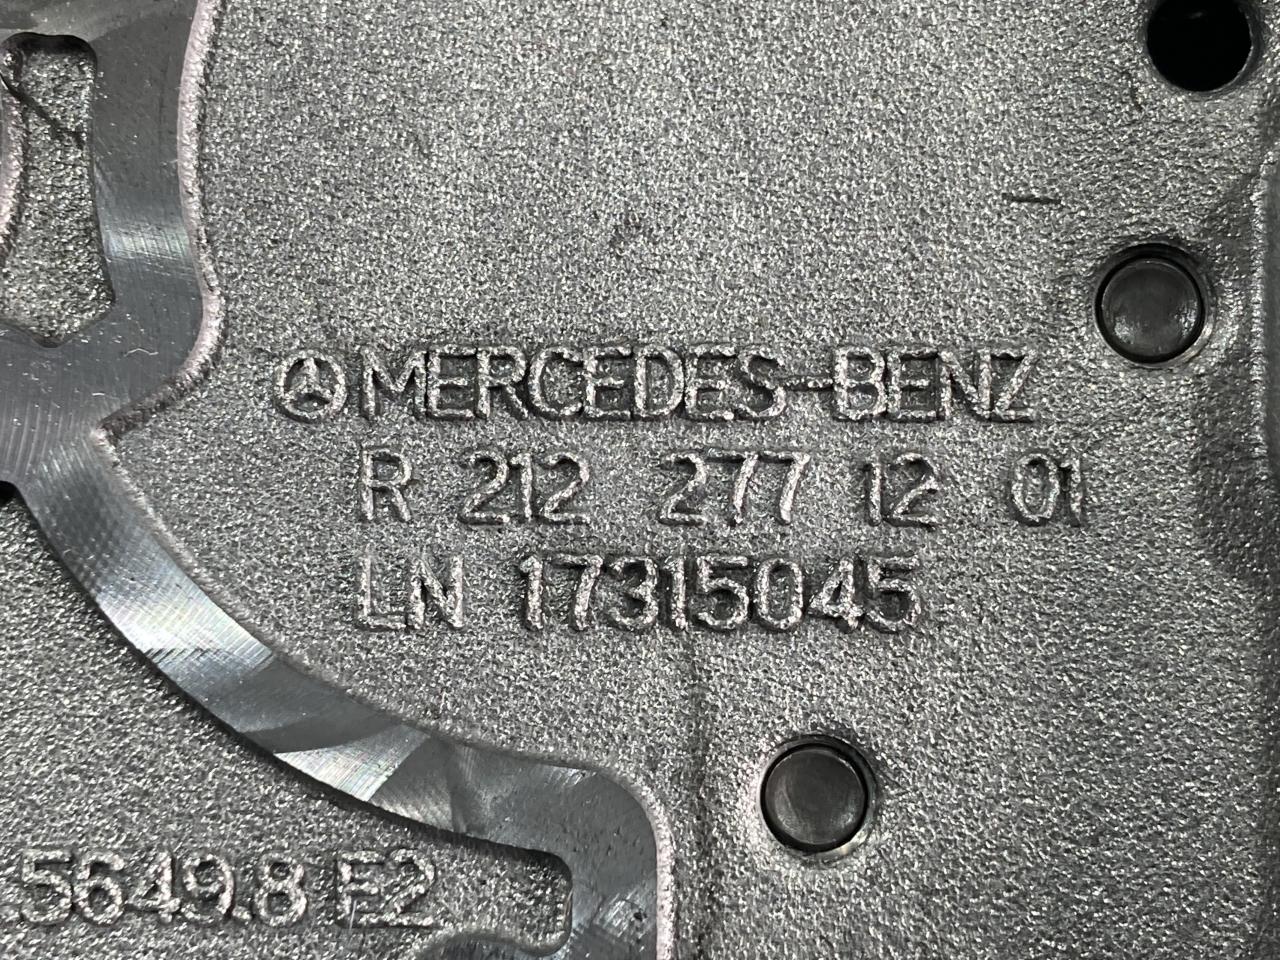 MERCEDES-BENZ
R 212 277 12 01
LN 17315045
5649.8 E2